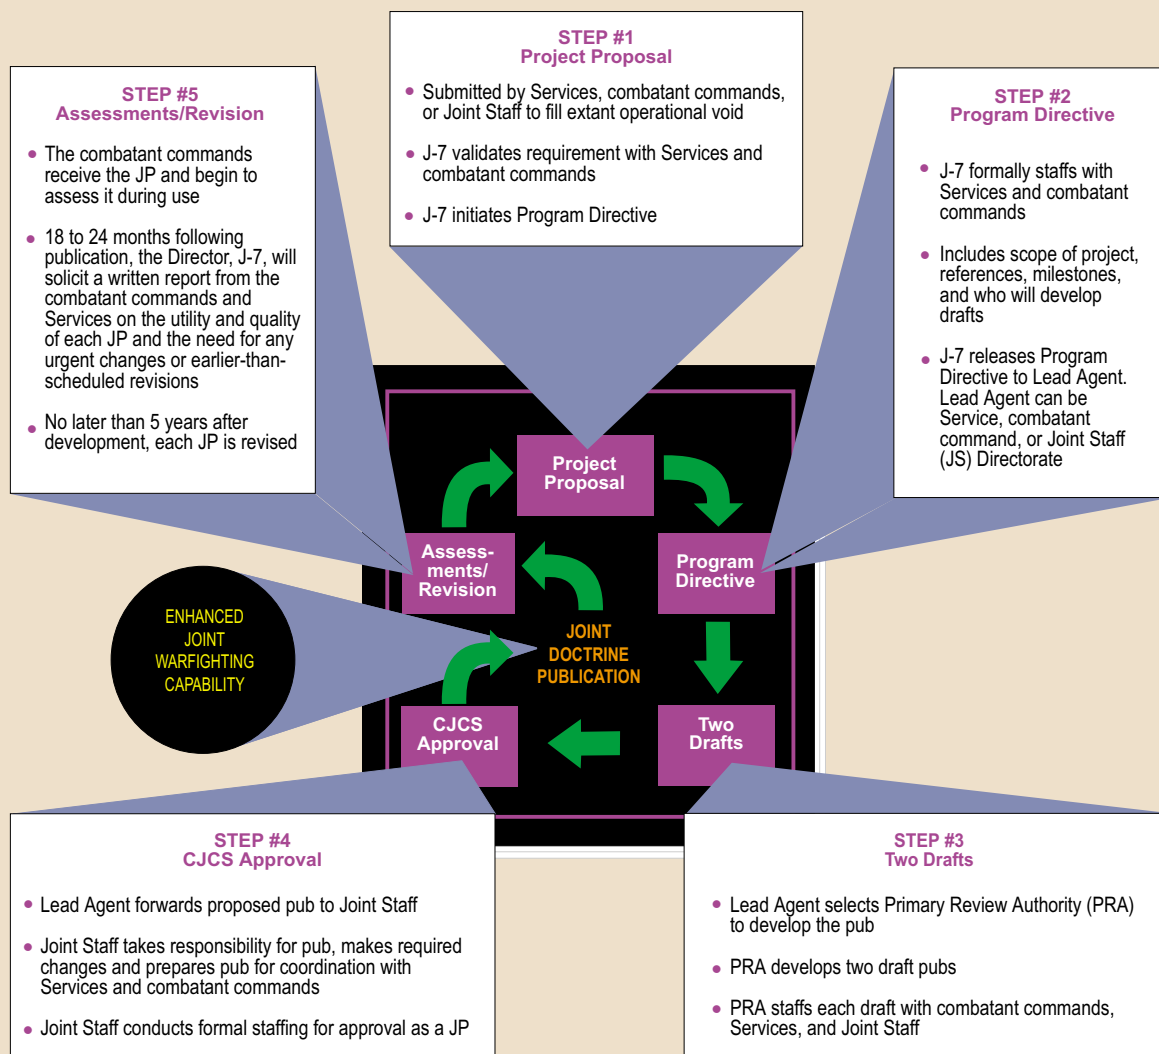 STEP #1
Project Proposal
• Submitted by Services, combatant commands,
or Joint Staff to fill extant operational void
• J-7 validates requirement with Services and
combatant commands
• J-7 initiates Program Directive
STEP #5
Assessments/Revision
• The combatant commands
receive the JP and begin to
assess it during use
• 18 to 24 months following
publication, the Director, J-7, will
solicit a written report from the
combatant commands and
Services on the utility and quality
of each JP and the need for any
urgent changes or earlier-than-
scheduled revisions
• No later than 5 years after
development, each JP is revised
STEP #2
Program Directive
• J-7 formally staffs with
Services and combatant
commands
• Includes scope of project,
references, milestones,
and who will develop
drafts
• J-7 releases Program
Directive to Lead Agent.
Lead Agent can be
Service, combatant
command, or Joint Staff
(JS) Directorate
Project
Proposal
Assess-
ments/
Revision
Program
Directive
ENHANCED
JOINT
WARFIGHTING
CAPABILITY
JOINT
DOCTRINE
PUBLICATION
CJCS
Approval
Two
Drafts
STEP #4
CJCS Approval
• Lead Agent forwards proposed pub to Joint Staff
• Joint Staff takes responsibility for pub, makes required
changes and prepares pub for coordination with
Services and combatant commands
• Joint Staff conducts formal staffing for approval as a JP
STEP #3
Two Drafts
• Lead Agent selects Primary Review Authority (PRA)
to develop the pub
• PRA develops two draft pubs
• PRA staffs each draft with combatant commands,
Services, and Joint Staff